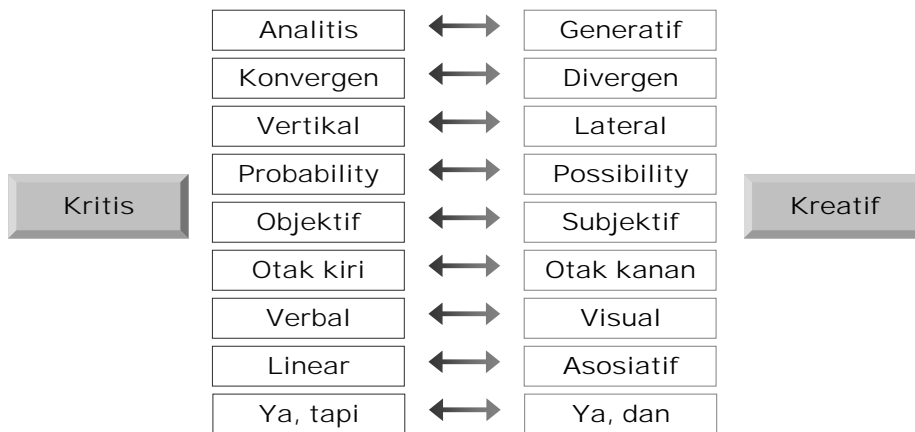 Analitis Generatif
Konvergen Divergen
Vertikal Lateral
Probability Possibility
Kritis Kreatif
Objektif Subjektif
Otak kiri Otak kanan
Verbal Visual
Linear Asosiatif
Ya, tapi Ya, dan